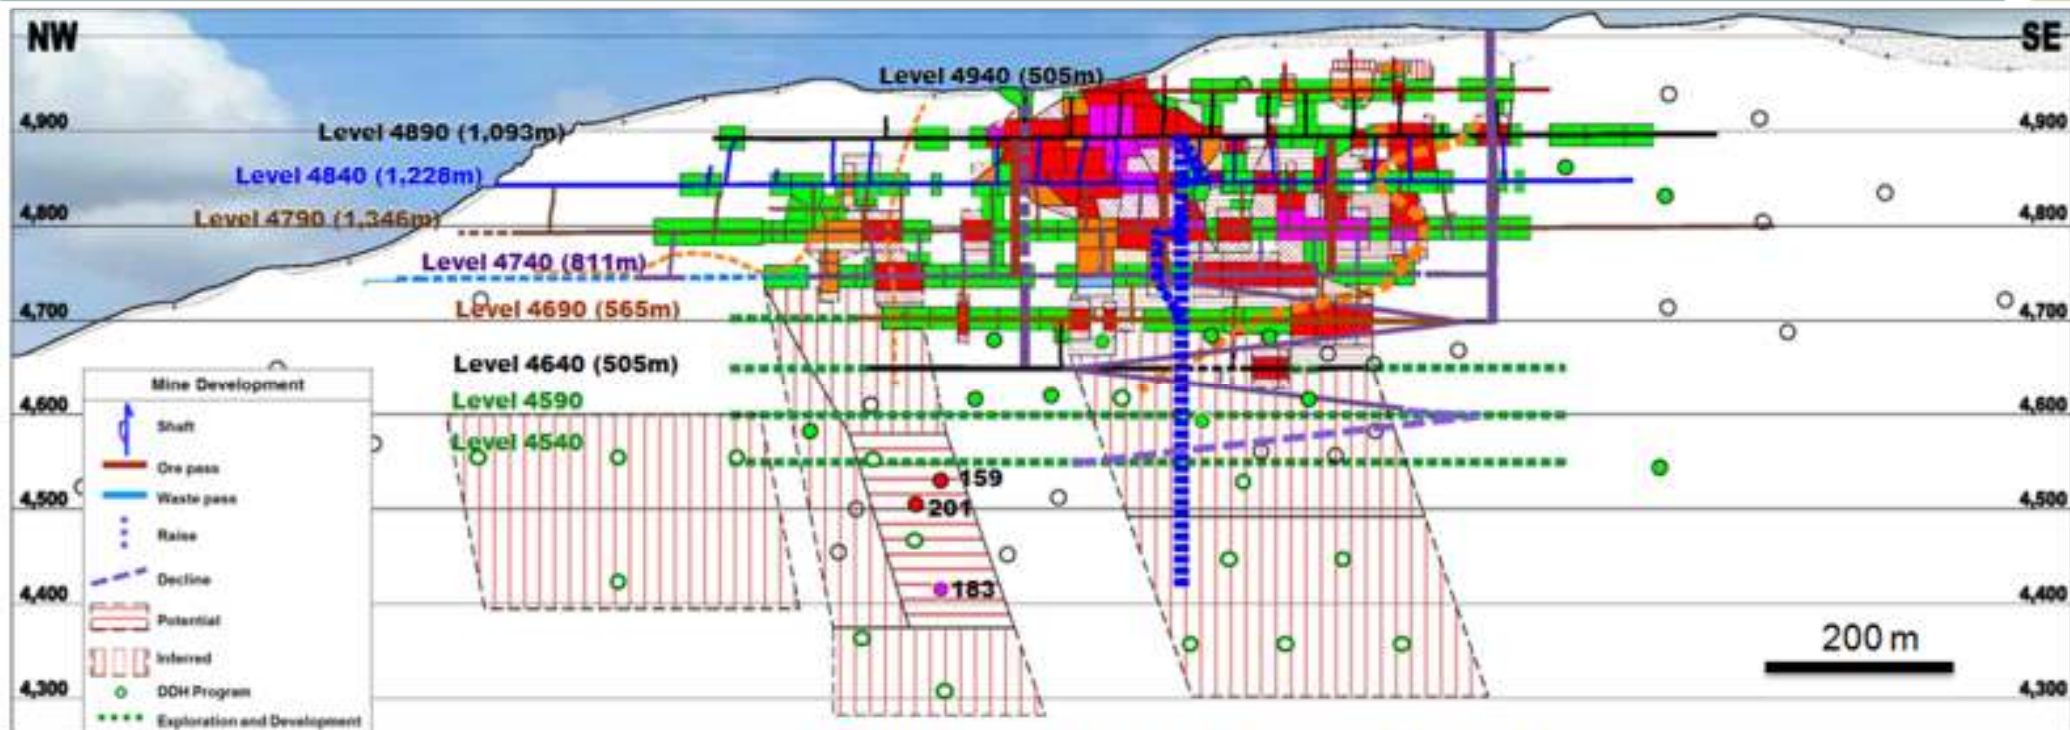 NW
SE
Level 4940 (505m)
4,900
Level 4890 (1,093m)
4,900
Level 4840 (1,228m)
4,800
Level 4790 (1,346m)
4,800
Level 4740 (811m)
4,700
Level 4690 (565m)
4,700
Level 4640 (505m)
Mine Development
4,600
Level 4590
4,600
Shaft
Level 4540
Ore pass
159
4,500
Waste pass
201
4,500
Raise
Decline
183
4,400
4,400
Potential
200 m
Inferred
4,300
DDH Program
4,300
Exploration and Development